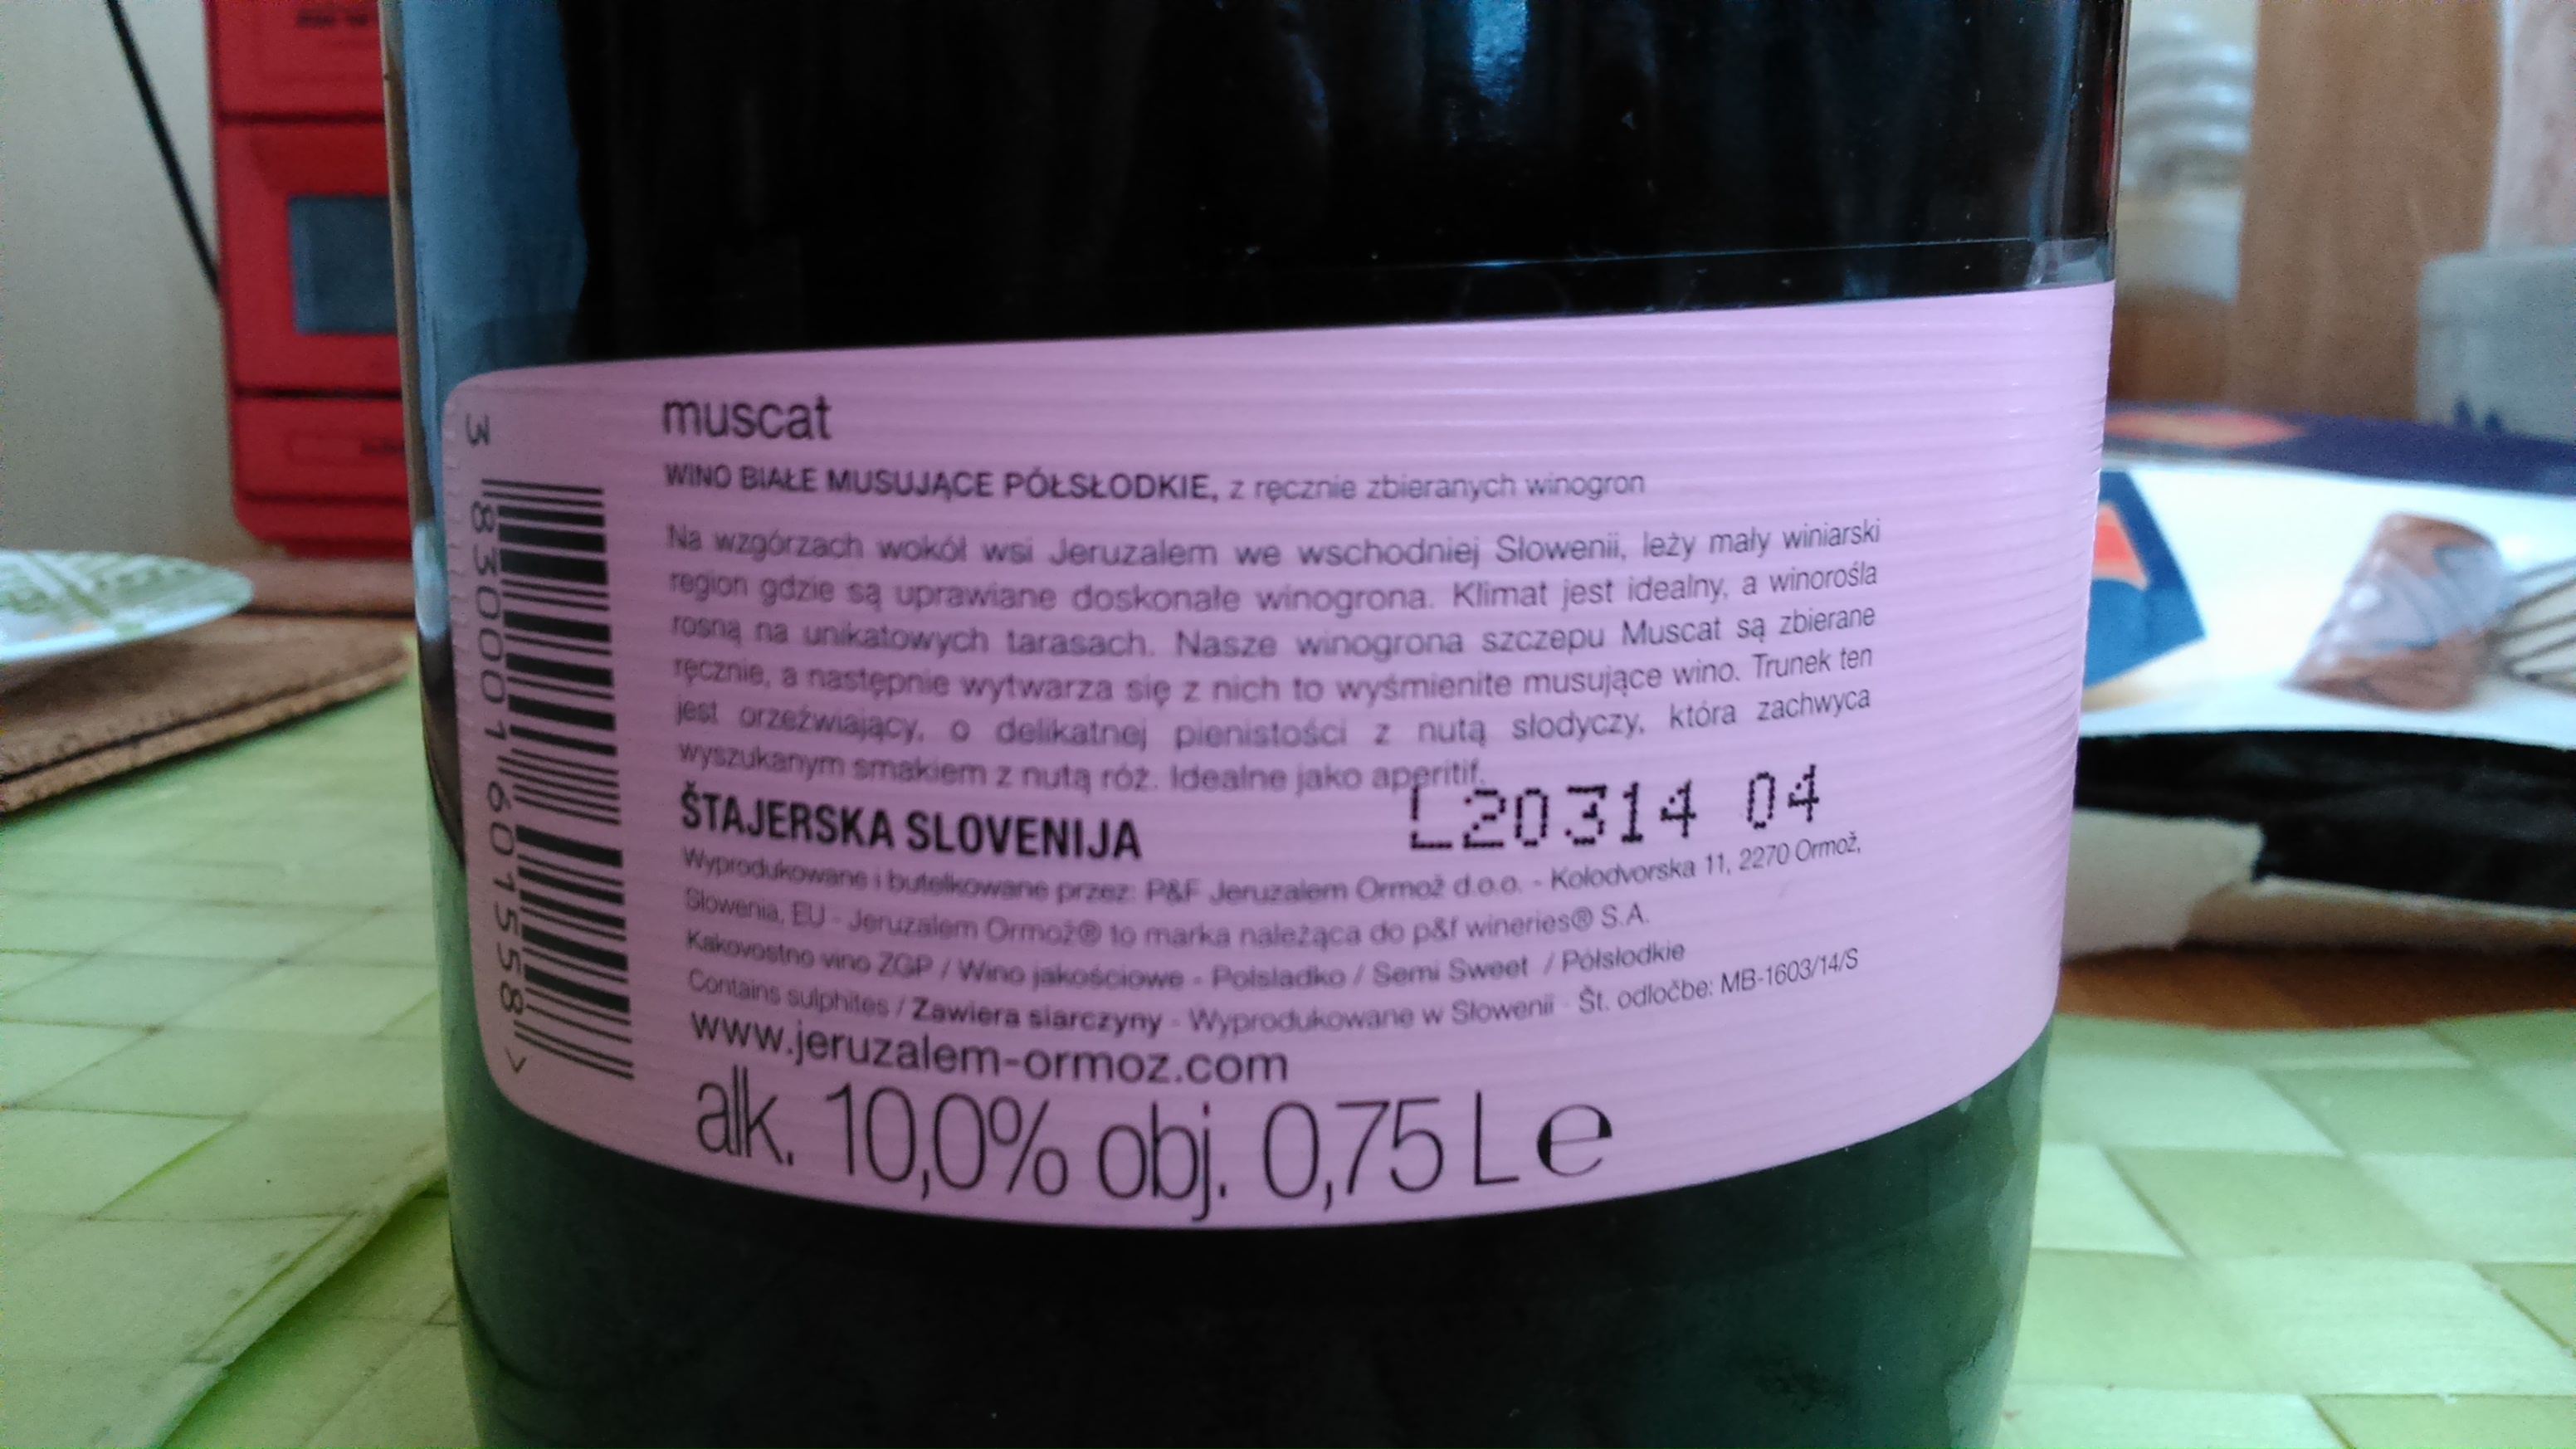 muscat
WINO BIAŁE MUSUJĄCE PÓŁSŁODKIE, z ręcznie zbieranych winogron
Na wzgórzach wokół wsi Jeruzalem we wschodniej Słowenii, leży mały winiarski
region gdzie są uprawiane doskonałe winogrona. Klimat jest idealny, a winorośla
rosną na unikatowych tarasach. Nasze winogrona szczepu Muscat są zbierane
ręcznie, a następnie wytwarza się z nich to wyśmienite musujące wino. Trunek ten
jest orzeźwiający, o delikatnej pienistości z nutą słodyczy, która zachwyca
wyszukanym smakiem z nutą róż. Idealne jako aperitif.
L20314 04
ŠTAJERSKA SLOVENIJA
Wyprodukowane i butelkowane przez: P&F Jeruzalem Ormož d.o.o. - Kolodvorska 11, 2270 Ormož,
Słowenia, EU - Jeruzalem Ormož® to marka należąca do p&f wineries® S.A.
Kakovostno vino ZGP / Wino jakościowe - Polsladko / Semi Sweet / Półsłodkie
Contains sulphites / Zawiera siarczyny - Wyprodukowane w Słowenii - Št. odločbe: MB-1603/14/S
www.jeruzalem-ormoz.com
alk. 10,0% obj. 0,75 L e
3 830001 601558 >